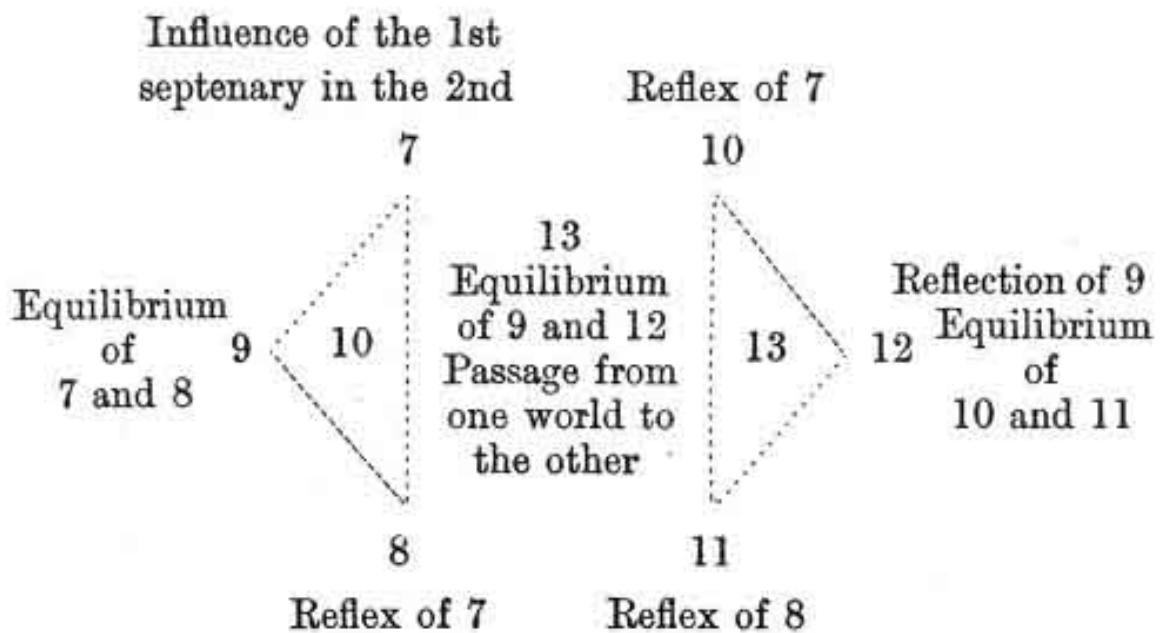 Influence of the 1st
septenary in the 2nd
7
Reflex of 7
10
Equilibrium
of
7 and 8
9
10
13
Equilibrium
of 9 and 12
Passage from
one world to
the other
13
12
Reflection of 9
Equilibrium
of
10 and 11
8
Reflex of 7
11
Reflex of 8